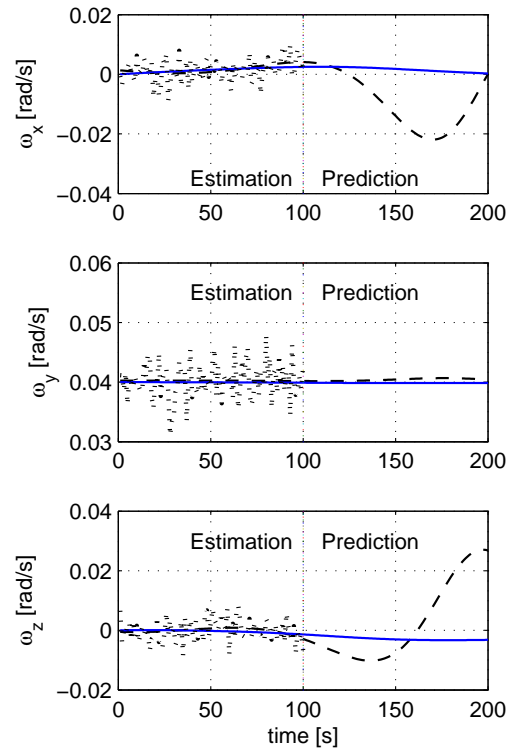 0.02
0
−0.02
−0.04
ω_x [rad/s]
Estimation Prediction
0 50 100 150 200
0.06
0.05
0.04
0.03
ω_y [rad/s]
Estimation Prediction
0 50 100 150 200
0.04
0.02
0
−0.02
ω_z [rad/s]
Estimation Prediction
0 50 100 150 200
time [s]